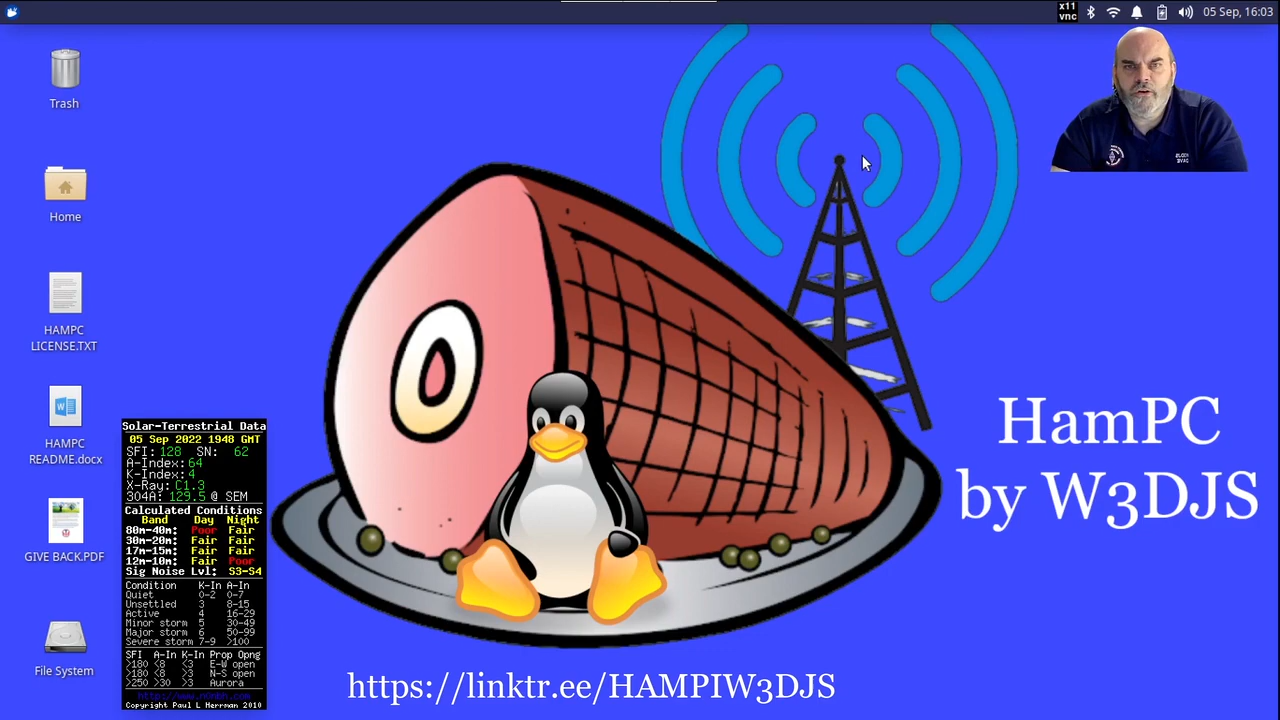 x11
vnc
05 Sep, 16:03
Trash
Home
HAMPC
LICENSE.TXT
HAMPC
README.docx
GIVE BACK.PDF
File System
Solar-Terrestrial Data
05 Sep 2022 1948 GMT
SFI: 128 SN: 62
A-Index: 64
K-Index: 4
X-Ray: C1.3
304A: 129.5 @ SEM
Calculated Conditions
Band Day Night
80m-40m: Poor Fair
30m-20m: Fair Fair
17m-15m: Fair Fair
12m-10m: Fair Poor
Sig Noise Lvl: S3-S4
Condition K-In A-In
Quiet 0-2 0-7
Unsettled 3 8-15
Active 4 16-29
Minor storm 5 30-49
Major storm 6 50-99
Severe storm 7-9 >100
SFI A-In K-In Prop Opng
>180 <8 <3 E-W open
>180 <8 <3 N-S open
>250 >30 >3 Aurora
Copyright Paul L Herrman 2010
HamPC
by W3DJS
https://linktr.ee/HAMPIW3DJS